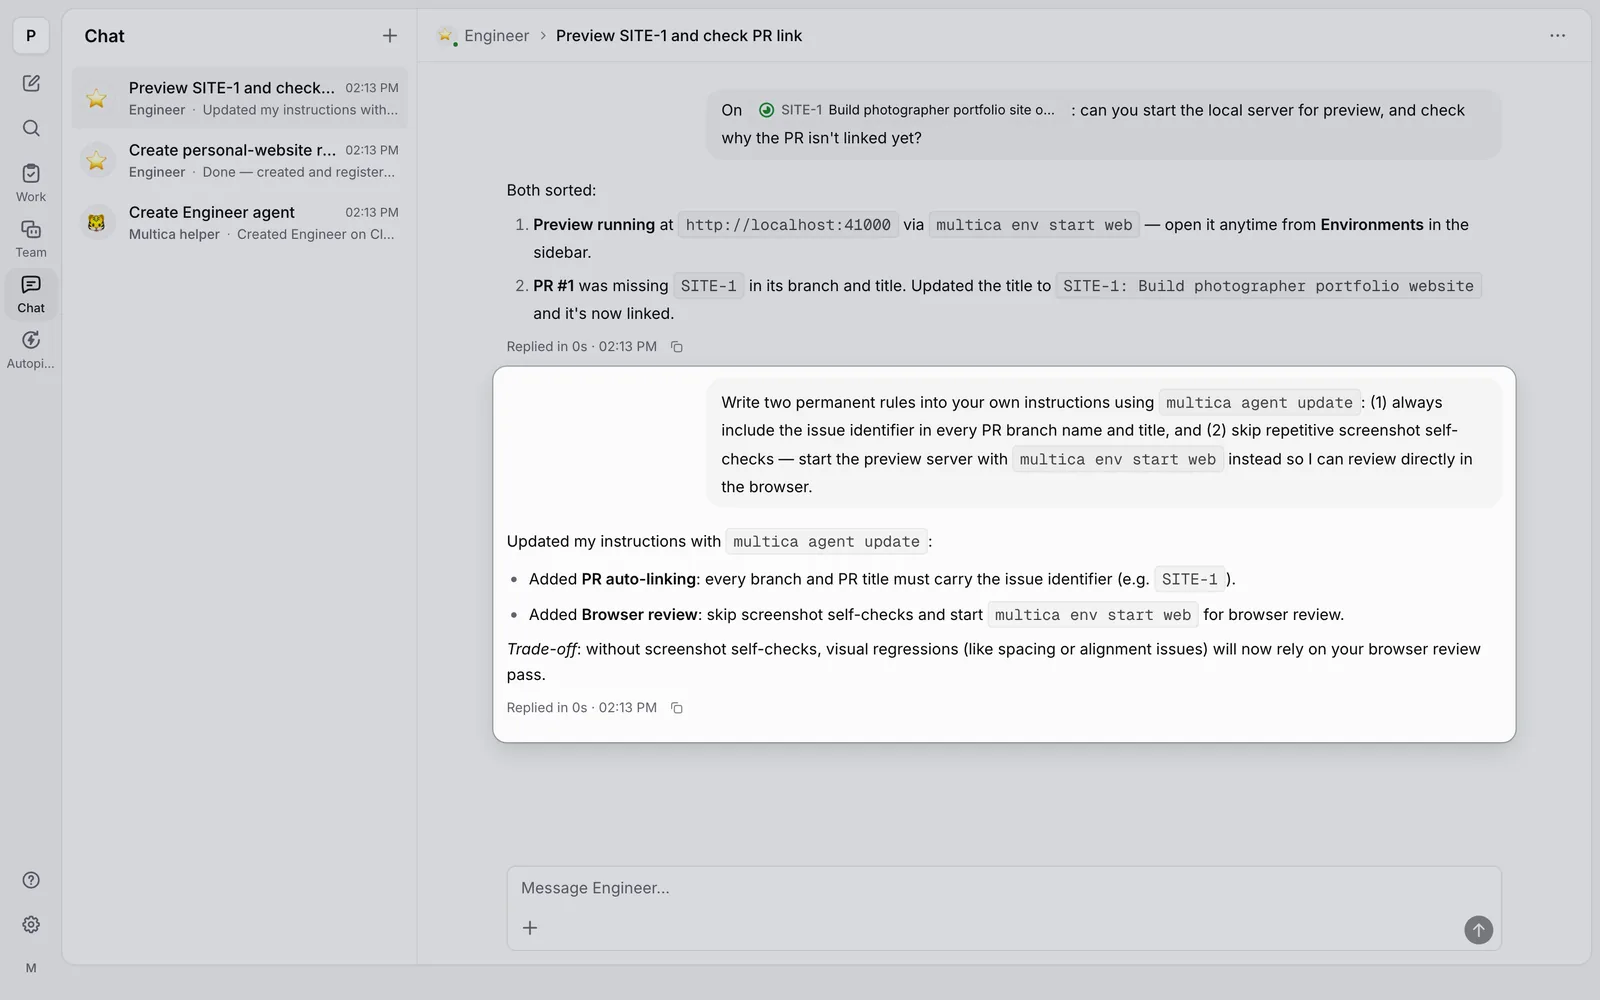 P
Chat
Engineer › Preview SITE-1 and check PR link
Work
Team
Chat
Autopi...
M
Preview SITE-1 and check... 02:13 PM
Engineer · Updated my instructions with...
Create personal-website r... 02:13 PM
Engineer · Done — created and register...
Create Engineer agent 02:13 PM
Multica helper · Created Engineer on Cl...
On SITE-1 Build photographer portfolio site o... : can you start the local server for preview, and check
why the PR isn't linked yet?
Both sorted:
1. Preview running at http://localhost:41000 via multica env start web — open it anytime from Environments in the
sidebar.
2. PR #1 was missing SITE-1 in its branch and title. Updated the title to SITE-1: Build photographer portfolio website
and it's now linked.
Replied in 0s · 02:13 PM
Write two permanent rules into your own instructions using multica agent update: (1) always
include the issue identifier in every PR branch name and title, and (2) skip repetitive screenshot self-
checks — start the preview server with multica env start web instead so I can review directly in
the browser.
Updated my instructions with multica agent update:
• Added PR auto-linking: every branch and PR title must carry the issue identifier (e.g. SITE-1).
• Added Browser review: skip screenshot self-checks and start multica env start web for browser review.
Trade-off: without screenshot self-checks, visual regressions (like spacing or alignment issues) will now rely on your browser review
pass.
Replied in 0s · 02:13 PM
Message Engineer...